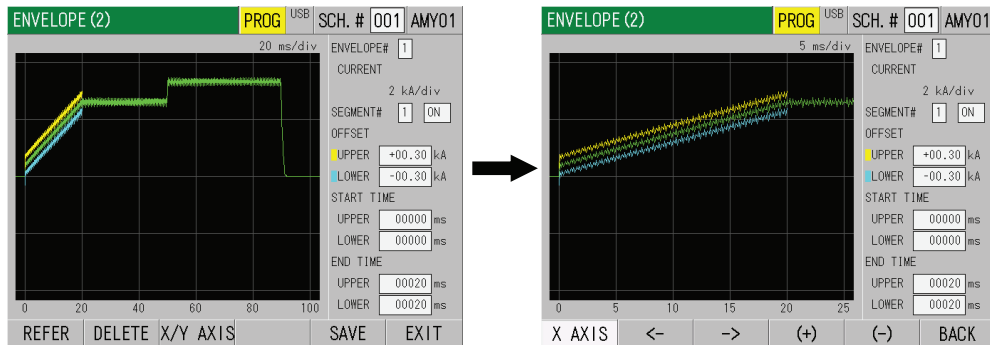 ENVELOPE (2) PROG USB SCH. # 001 AMY01
20 ms/div
ENVELOPE# 1
CURRENT
2 kA/div
SEGMENT# 1 ON
OFFSET
UPPER +00.30 kA
LOWER -00.30 kA
START TIME
UPPER 00000 ms
LOWER 00000 ms
END TIME
UPPER 00020 ms
LOWER 00020 ms
0 20 40 60 80 100
REFER DELETE X/Y AXIS SAVE EXIT
ENVELOPE (2) PROG USB SCH. # 001 AMY01
5 ms/div
ENVELOPE# 1
CURRENT
2 kA/div
SEGMENT# 1 ON
OFFSET
UPPER +00.30 kA
LOWER -00.30 kA
START TIME
UPPER 00000 ms
LOWER 00000 ms
END TIME
UPPER 00020 ms
LOWER 00020 ms
0 5 10 15 20 25
X AXIS <- -> (+) (-) BACK